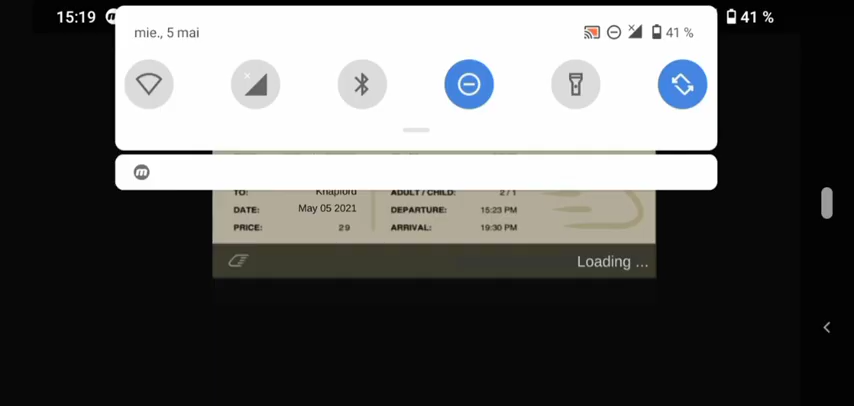 15:19
41 %
mie., 5 mai
41 %
TO: Knapford
ADULT / CHILD: 2 / 1
DATE: May 05 2021
DEPARTURE: 15:23 PM
PRICE: 29
ARRIVAL: 19:30 PM
Loading ...